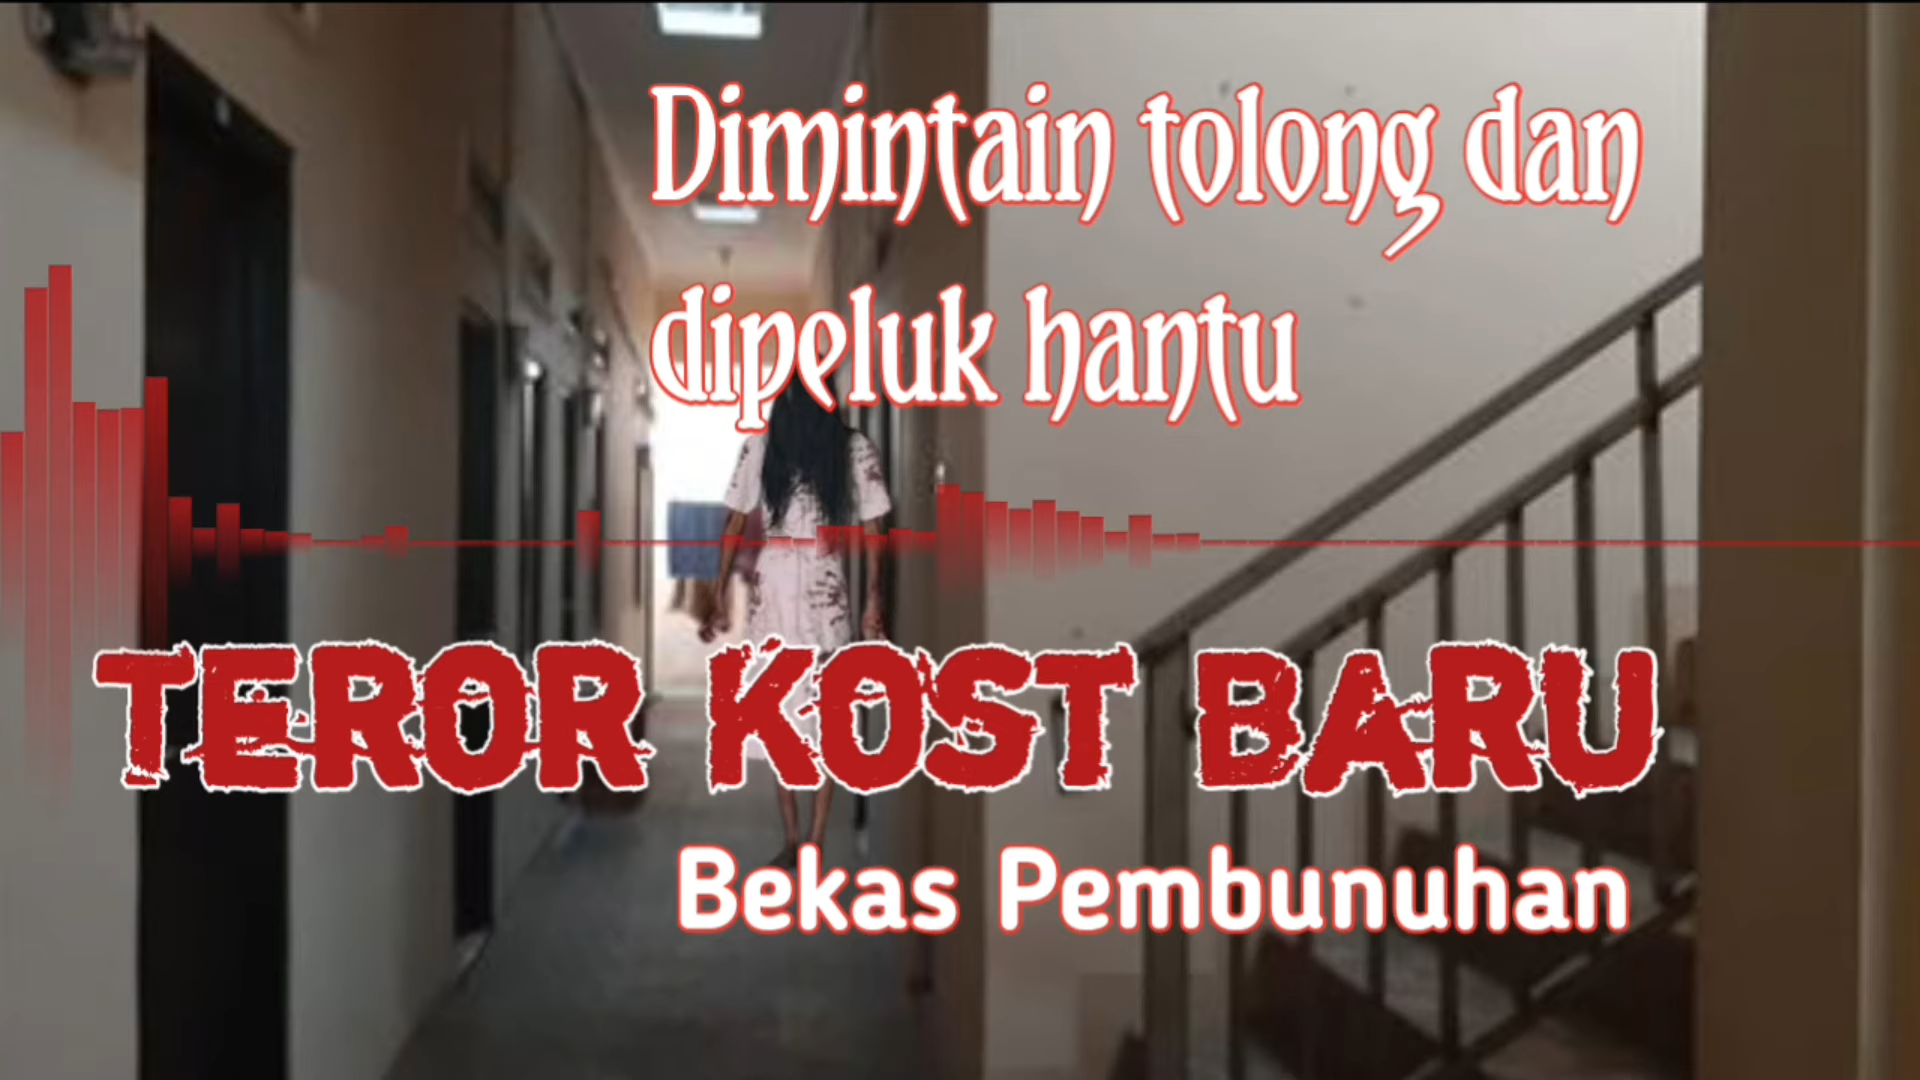 Dimintain tolong dan
dipeluk hantu
TEROR KOST BARU
Bekas Pembunuhan